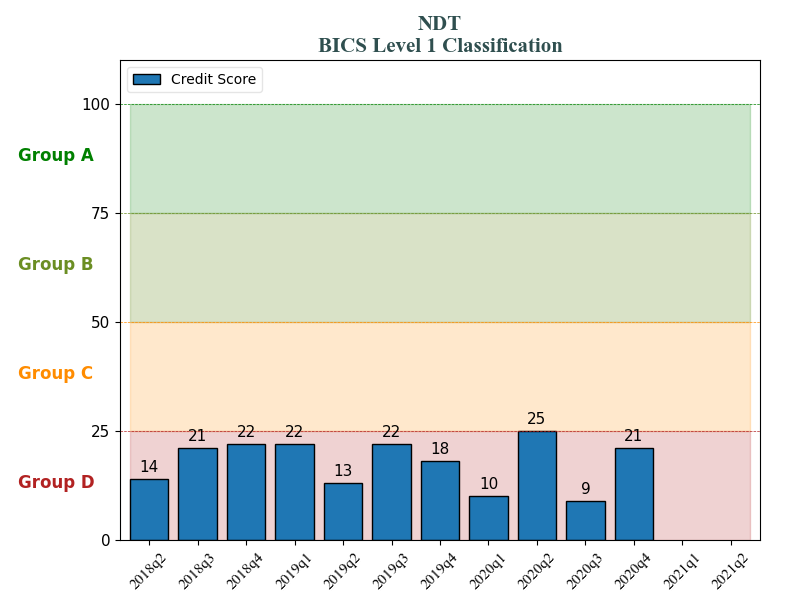 NDT
BICS Level 1 Classification
Credit Score
100
Group A
75
Group B
50
Group C
25
Group D
0
14
21
22
22
13
22
18
10
25
9
21
2018q2
2018q3
2018q4
2019q1
2019q2
2019q3
2019q4
2020q1
2020q2
2020q3
2020q4
2021q1
2021q2